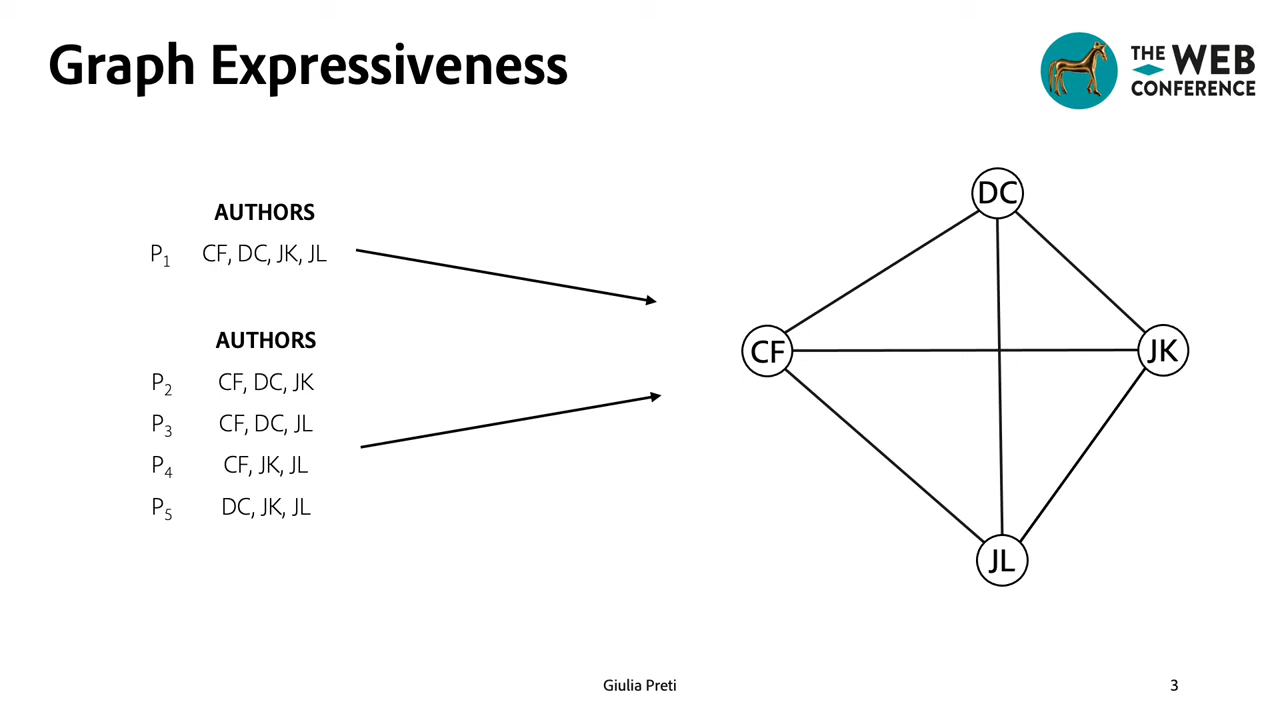 Graph Expressiveness
THE WEB
CONFERENCE
AUTHORS
P1 CF, DC, JK, JL
AUTHORS
P2 CF, DC, JK
P3 CF, DC, JL
P4 CF, JK, JL
P5 DC, JK, JL
DC
CF
JK
JL
Giulia Preti
3